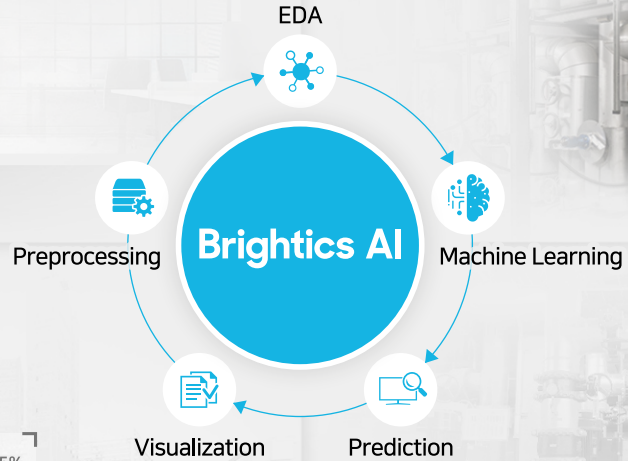 EDA
Preprocessing
Brightics AI
Machine Learning
Visualization
Prediction